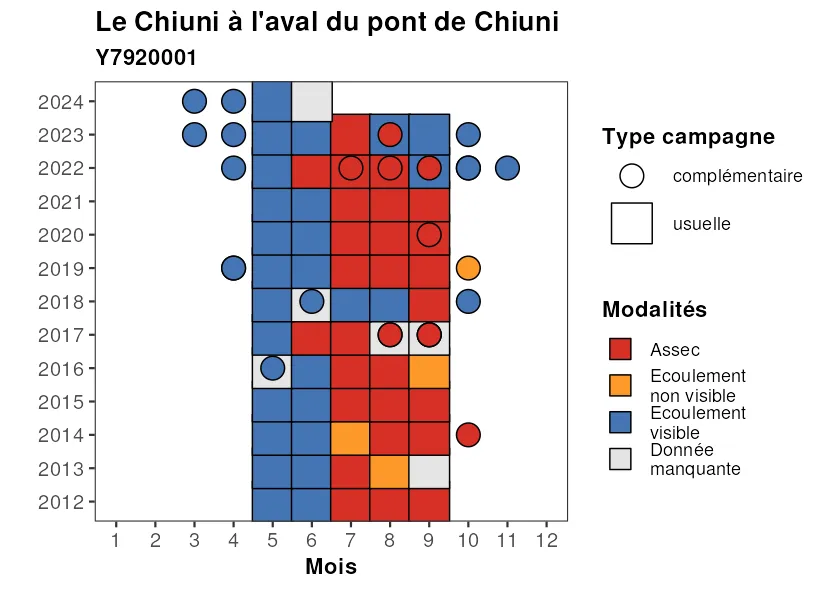 Le Chiuni à l'aval du pont de Chiuni
Y7920001
2024
2023
2022
2021
2020
2019
2018
2017
2016
2015
2014
2013
2012
1 2 3 4 5 6 7 8 9 10 11 12
Mois
Type campagne
complémentaire
usuelle
Modalités
Assec
Ecoulement
non visible
Ecoulement
visible
Donnée
manquante